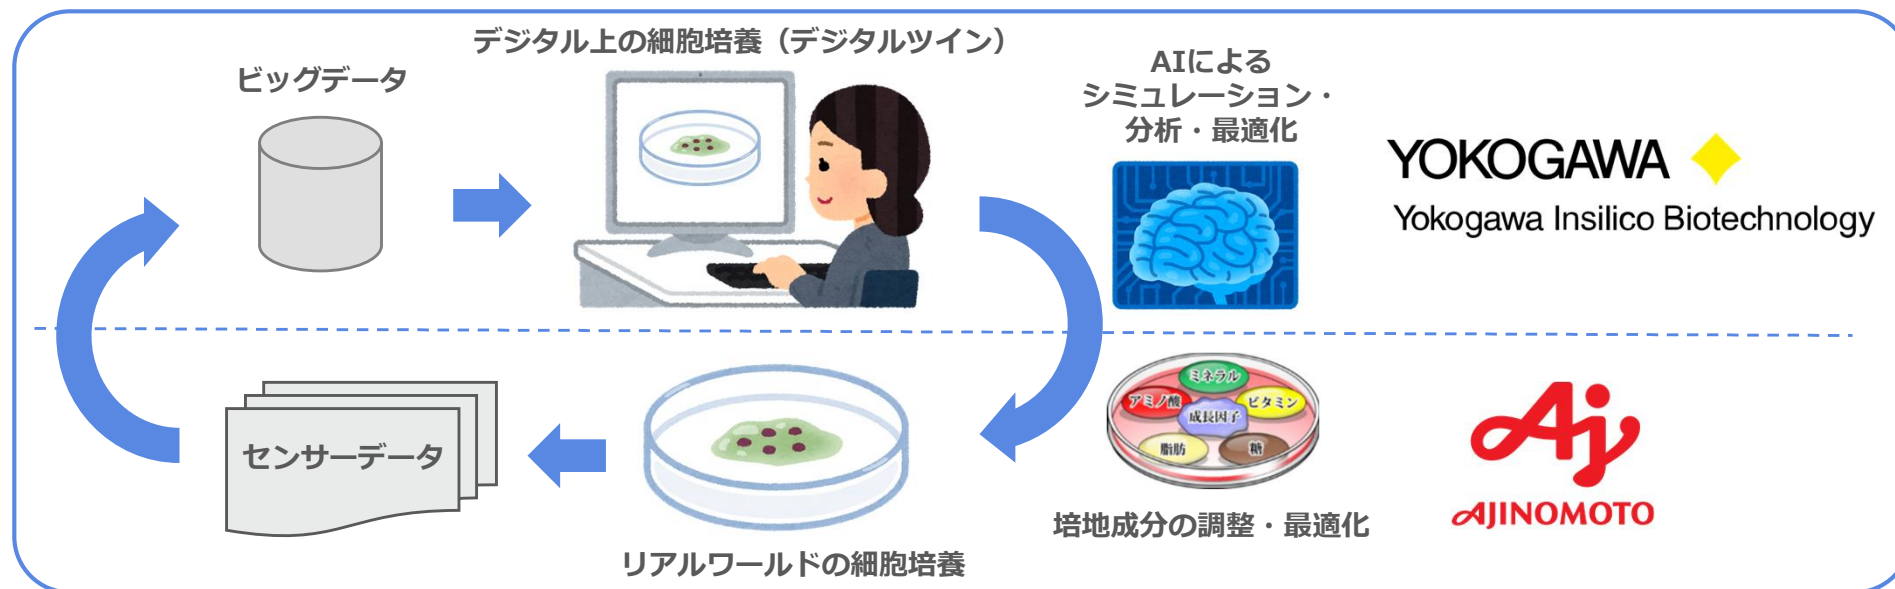 デジタル上の細胞培養（デジタルツイン）
ビッグデータ
AIによる
シミュレーション・
分析・最適化
YOKOGAWA
Yokogawa Insilico Biotechnology
センサーデータ
リアルワールドの細胞培養
ミネラル
アミノ酸
ビタミン
成長因子
脂肪
糖
培地成分の調整・最適化
Aj
AJINOMOTO